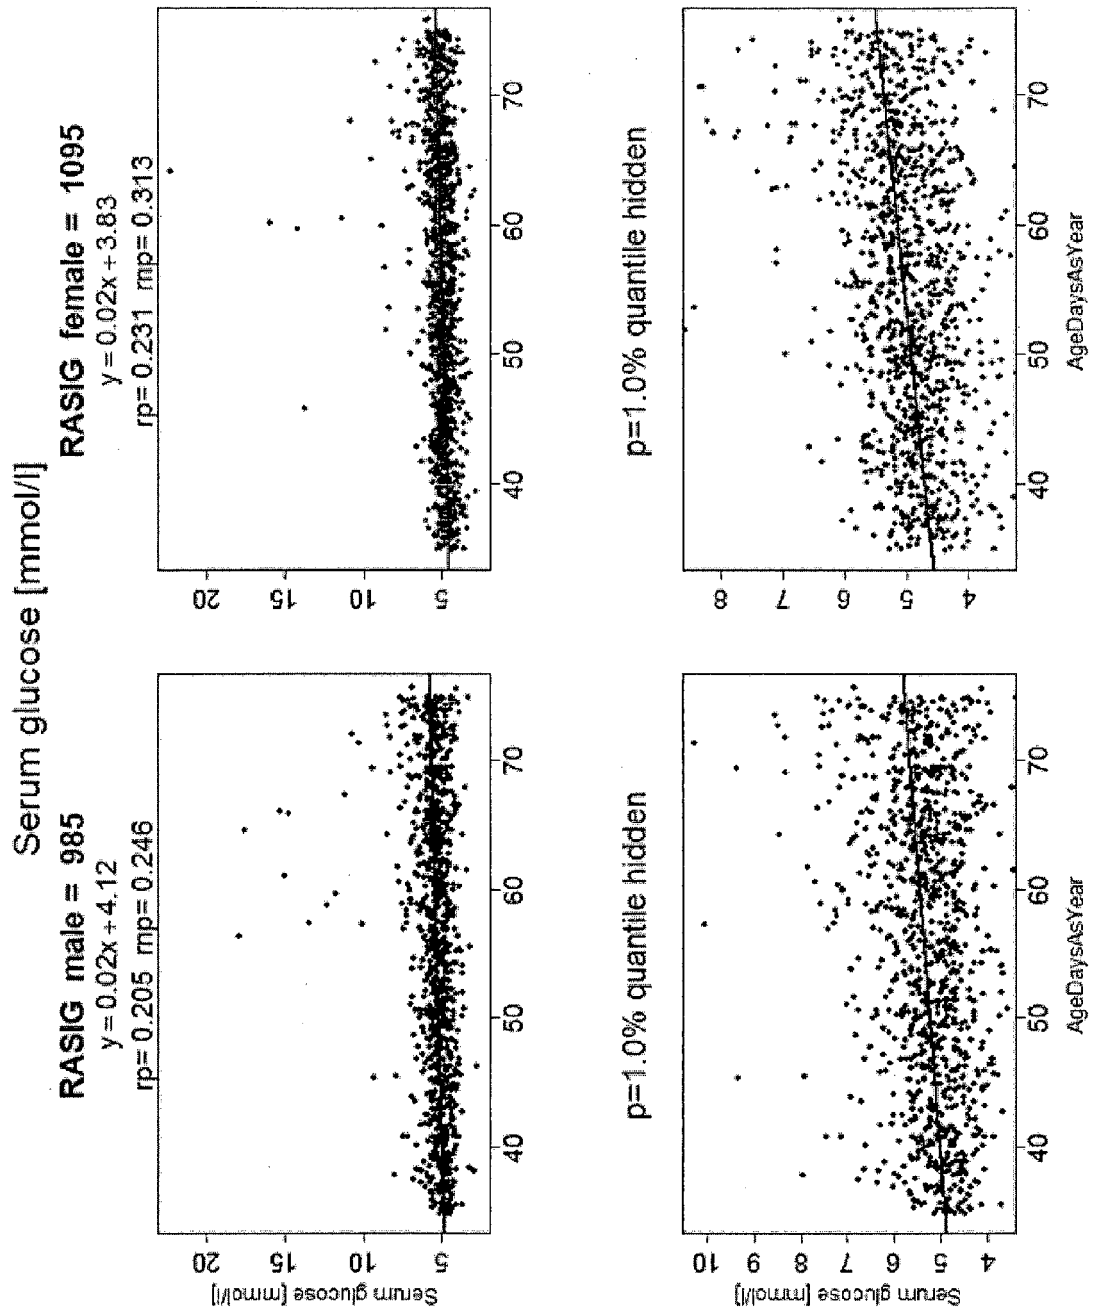 Serum glucose [mmol/l]
RASIG male = 985
y = 0.02x + 4.12
rp= 0.205 rnp= 0.246
RASIG female = 1095
y = 0.02x + 3.83
rp= 0.231 rnp= 0.313
Serum glucose [mmol/l]
20
15
10
5
40
50
60
70
20
15
10
5
40
50
60
70
p=1.0% quantile hidden
p=1.0% quantile hidden
Serum glucose [mmol/l]
10
9
8
7
6
5
4
40
50
60
70
AgeDaysAsYear
8
7
6
5
4
40
50
60
70
AgeDaysAsYear